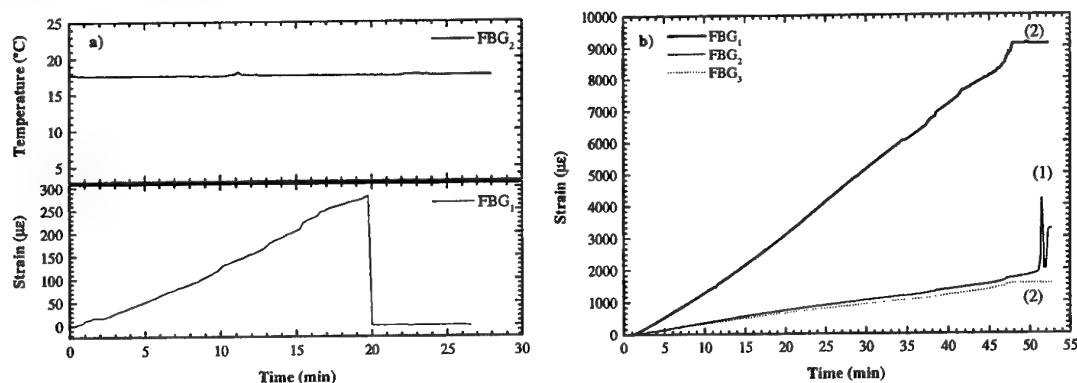 a)
FBG₂
Temperature (°C)
25
20
15
10
5
FBG₁
Strain (µε)
300
250
200
150
100
50
0
0 5 10 15 20 25 30
Time (min)
b)
FBG₁
FBG₂
FBG₃
(2)
(1)
(2)
Strain (µε)
10000
9000
8000
7000
6000
5000
4000
3000
2000
1000
0
0 5 10 15 20 25 30 35 40 45 50 55
Time (min)